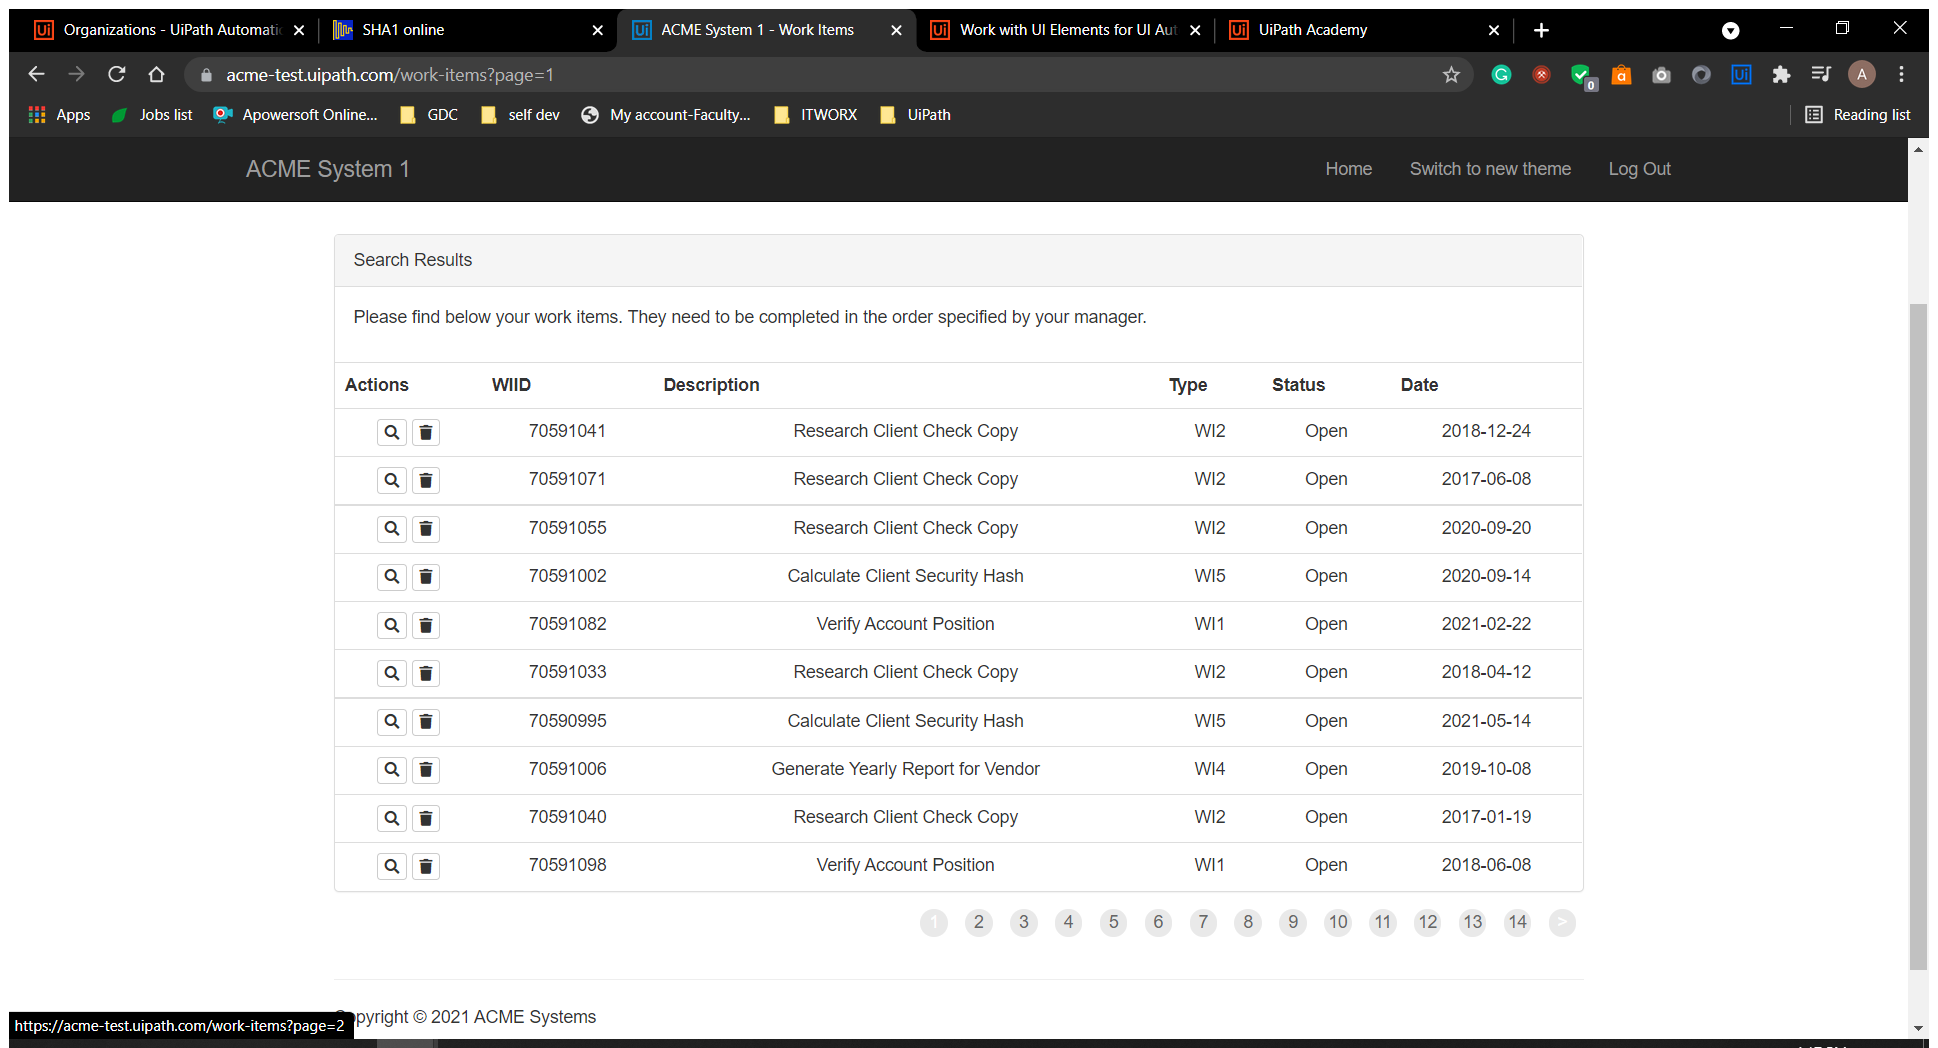 Organizations - UiPath Automatic SHA1 online ACME System 1 - Work Items Work with UI Elements for UI Aut UiPath Academy
acme-test.uipath.com/work-items?page=1
Apps Jobs list Apowersoft Online... GDC self dev My account-Faculty... ITWORX UiPath Reading list
ACME System 1 Home Switch to new theme Log Out
Search Results
Please find below your work items. They need to be completed in the order specified by your manager.
Actions WIID Description Type Status Date
70591041 Research Client Check Copy WI2 Open 2018-12-24
70591071 Research Client Check Copy WI2 Open 2017-06-08
70591055 Research Client Check Copy WI2 Open 2020-09-20
70591002 Calculate Client Security Hash WI5 Open 2020-09-14
70591082 Verify Account Position WI1 Open 2021-02-22
70591033 Research Client Check Copy WI2 Open 2018-04-12
70590995 Calculate Client Security Hash WI5 Open 2021-05-14
70591006 Generate Yearly Report for Vendor WI4 Open 2019-10-08
70591040 Research Client Check Copy WI2 Open 2017-01-19
70591098 Verify Account Position WI1 Open 2018-06-08
1 2 3 4 5 6 7 8 9 10 11 12 13 14 >
opyright © 2021 ACME Systems
https://acme-test.uipath.com/work-items?page=2